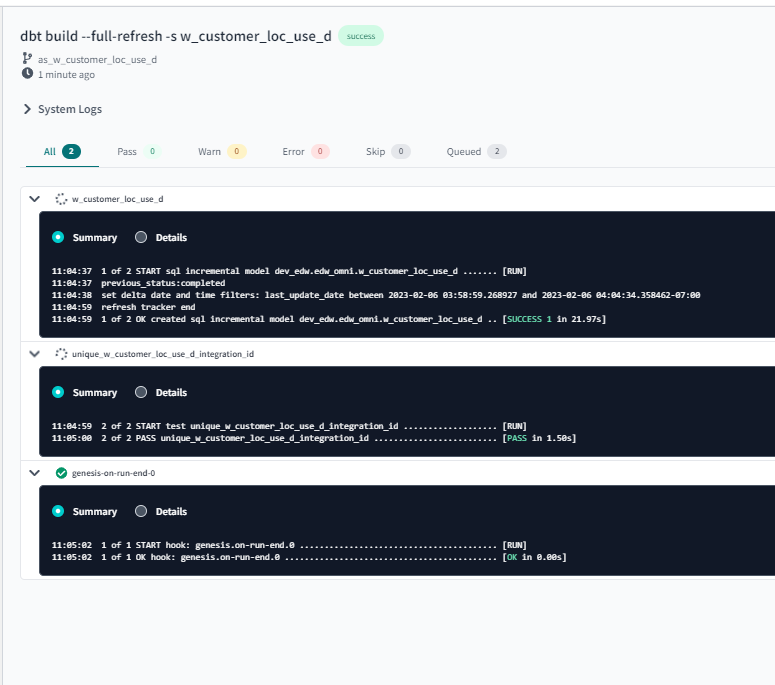 dbt build --full-refresh -s w_customer_loc_use_d success
as_w_customer_loc_use_d
1 minute ago
System Logs
All 2 Pass 0 Warn 0 Error 0 Skip 0 Queued 2
w_customer_loc_use_d
Summary Details
11:04:37 1 of 2 START sql incremental model dev_edw.edw_omni.w_customer_loc_use_d ....... [RUN]
11:04:37 previous_status:completed
11:04:38 set delta date and time filters: last_update_date between 2023-02-06 03:58:59.268927 and 2023-02-06 04:04:34.358462-07:00
11:04:59 refresh tracker end
11:04:59 1 of 2 OK created sql incremental model dev_edw.edw_omni.w_customer_loc_use_d .. [SUCCESS 1 in 21.97s]
unique_w_customer_loc_use_d_integration_id
Summary Details
11:04:59 2 of 2 START test unique_w_customer_loc_use_d_integration_id ................... [RUN]
11:05:00 2 of 2 PASS unique_w_customer_loc_use_d_integration_id ......................... [PASS in 1.50s]
genesis-on-run-end-0
Summary Details
11:05:02 1 of 1 START hook: genesis.on-run-end.0 ........................................ [RUN]
11:05:02 1 of 1 OK hook: genesis.on-run-end.0 ........................................... [OK in 0.00s]